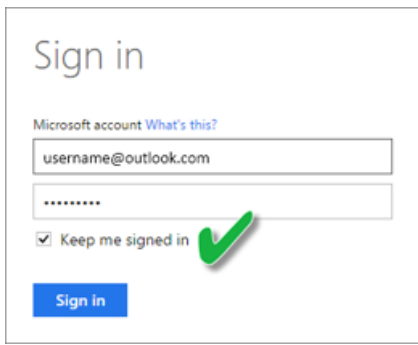 Sign in
Microsoft account What's this?
username@outlook.com
•••••••••
Keep me signed in
Sign in